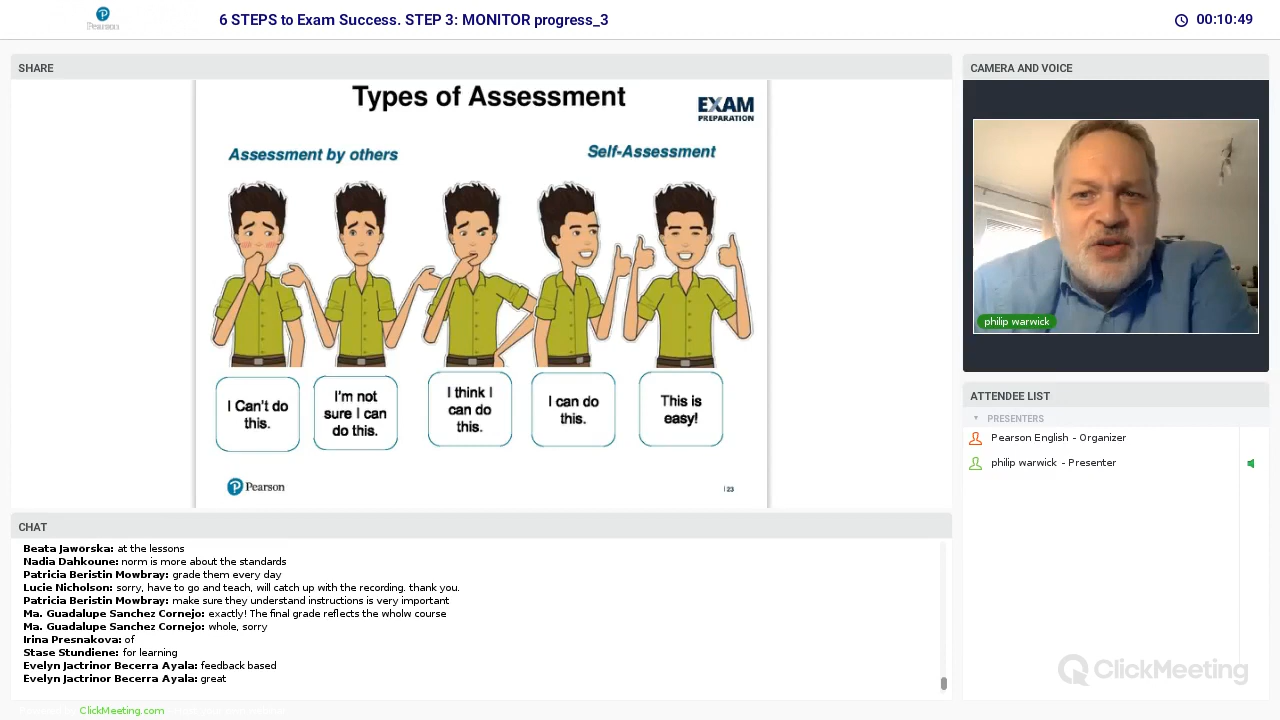 Pearson
6 STEPS to Exam Success. STEP 3: MONITOR progress_3
00:10:49
SHARE
Types of Assessment
EXAM
PREPARATION
Assessment by others
Self-Assessment
I Can't do
this.
I'm not
sure I can
do this.
I think I
can do
this.
I can do
this.
This is
easy!
Pearson
23
CAMERA AND VOICE
philip warwick
ATTENDEE LIST
PRESENTERS
Pearson English - Organizer
philip warwick - Presenter
CHAT
Beata Jaworska: at the lessons
Nadia Dahkoune: norm is more about the standards
Patricia Beristin Mowbray: grade them every day
Lucie Nicholson: sorry, have to go and teach, will catch up with the recording. thank you.
Patricia Beristin Mowbray: make sure they understand instructions is very important
Ma. Guadalupe Sanchez Cornejo: exactly! The final grade reflects the wholw course
Ma. Guadalupe Sanchez Cornejo: whole, sorry
Irina Presnakova: of
Stase Stundiene: for learning
Evelyn Jactrinor Becerra Ayala: feedback based
Evelyn Jactrinor Becerra Ayala: great
ClickMeeting
ClickMeeting.com